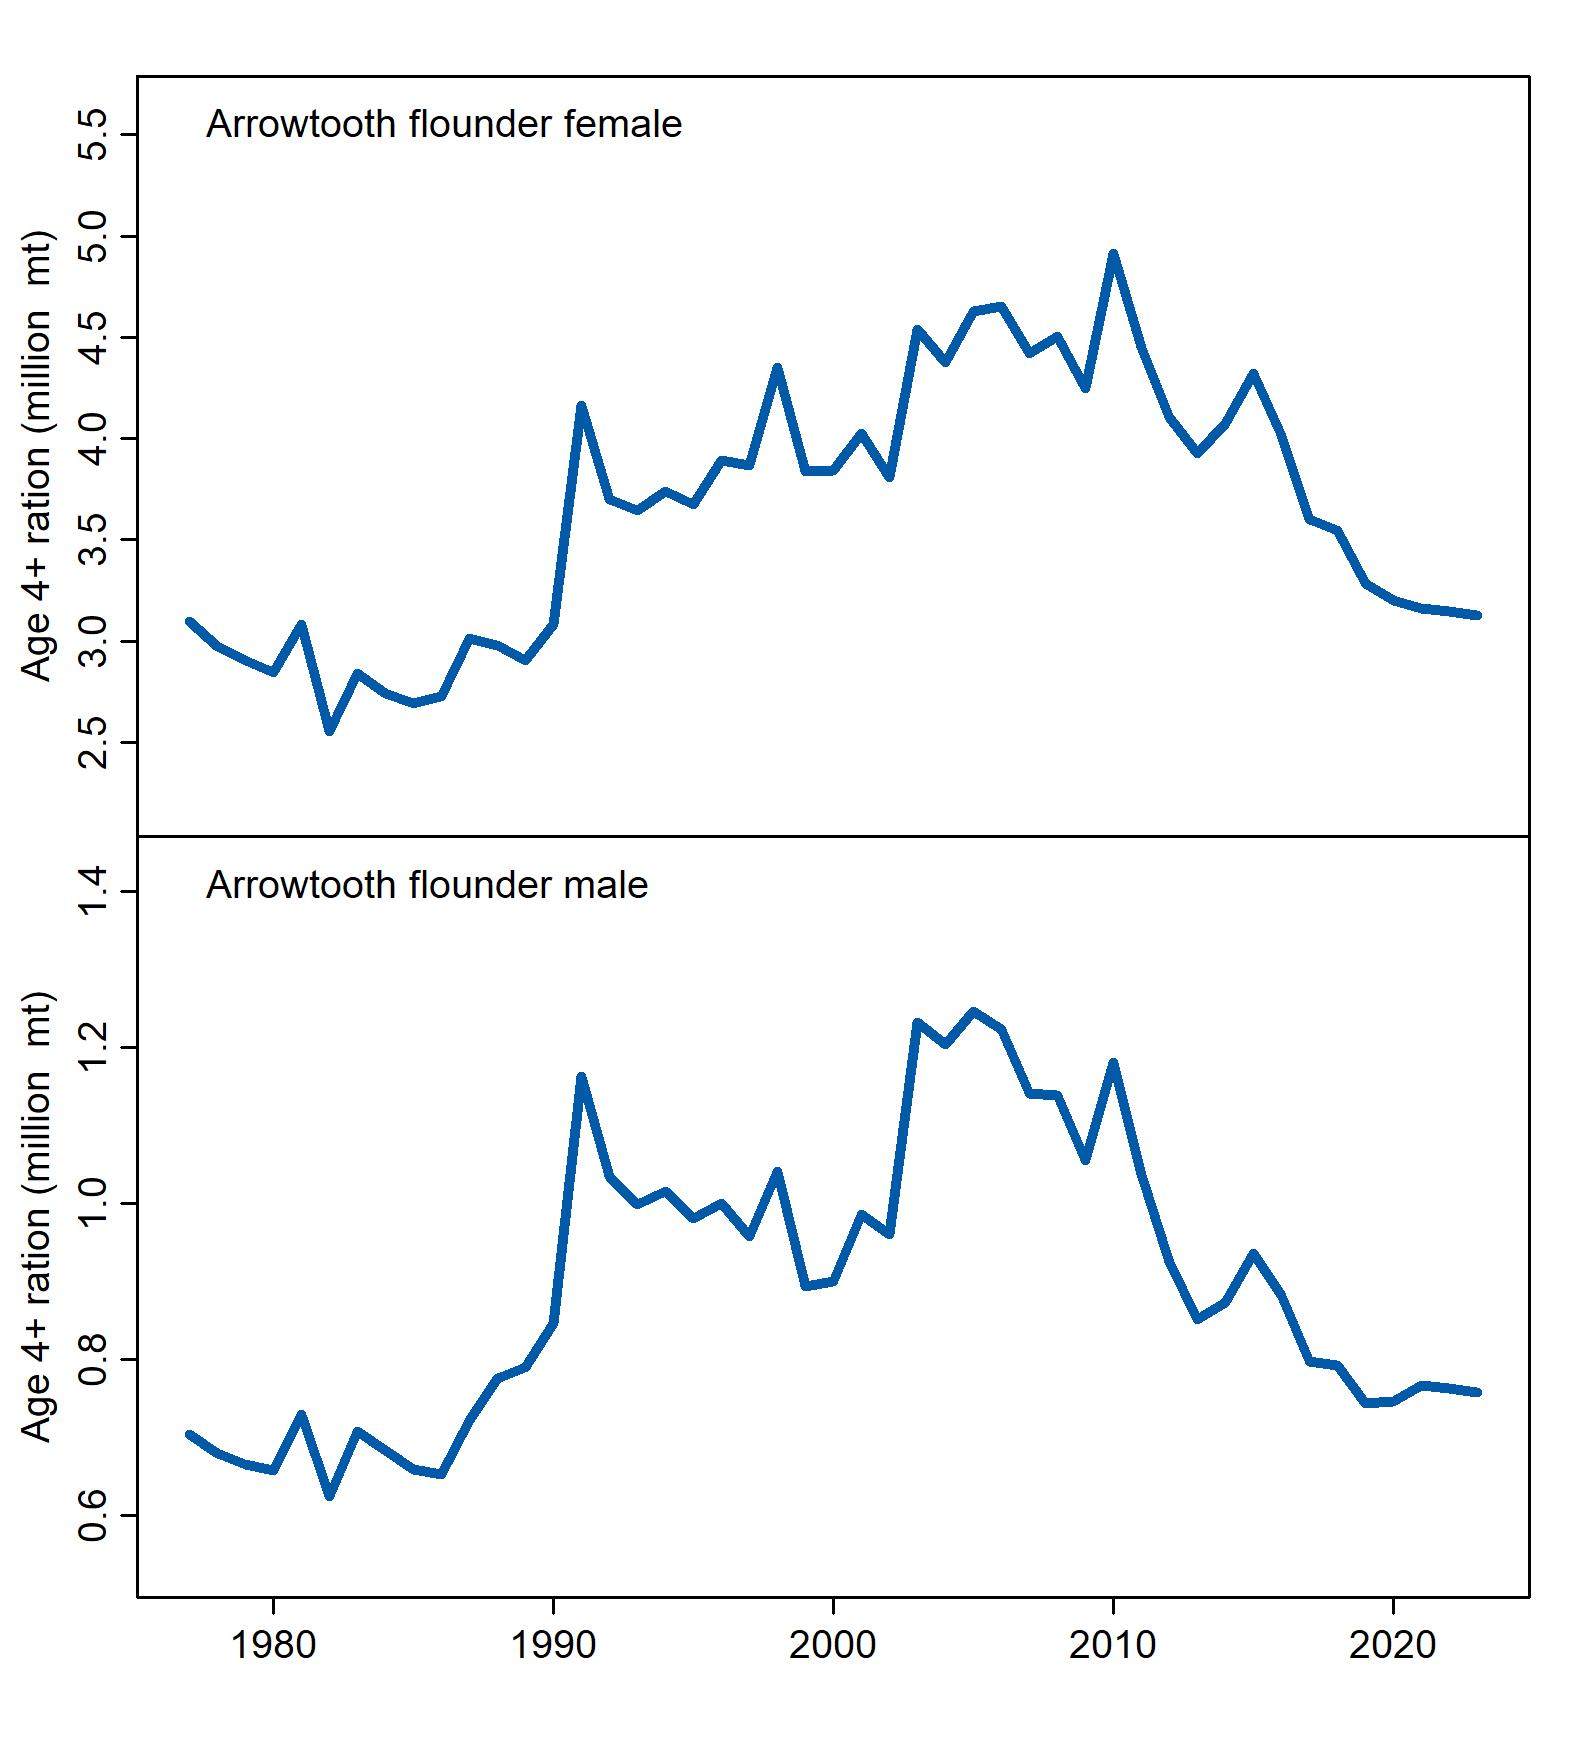 Arrowtooth flounder female
Age 4+ ration (million  mt)
5.5
5.0
4.5
4.0
3.5
3.0
2.5
Arrowtooth flounder male
Age 4+ ration (million  mt)
1.4
1.2
1.0
0.8
0.6
1980 1990 2000 2010 2020